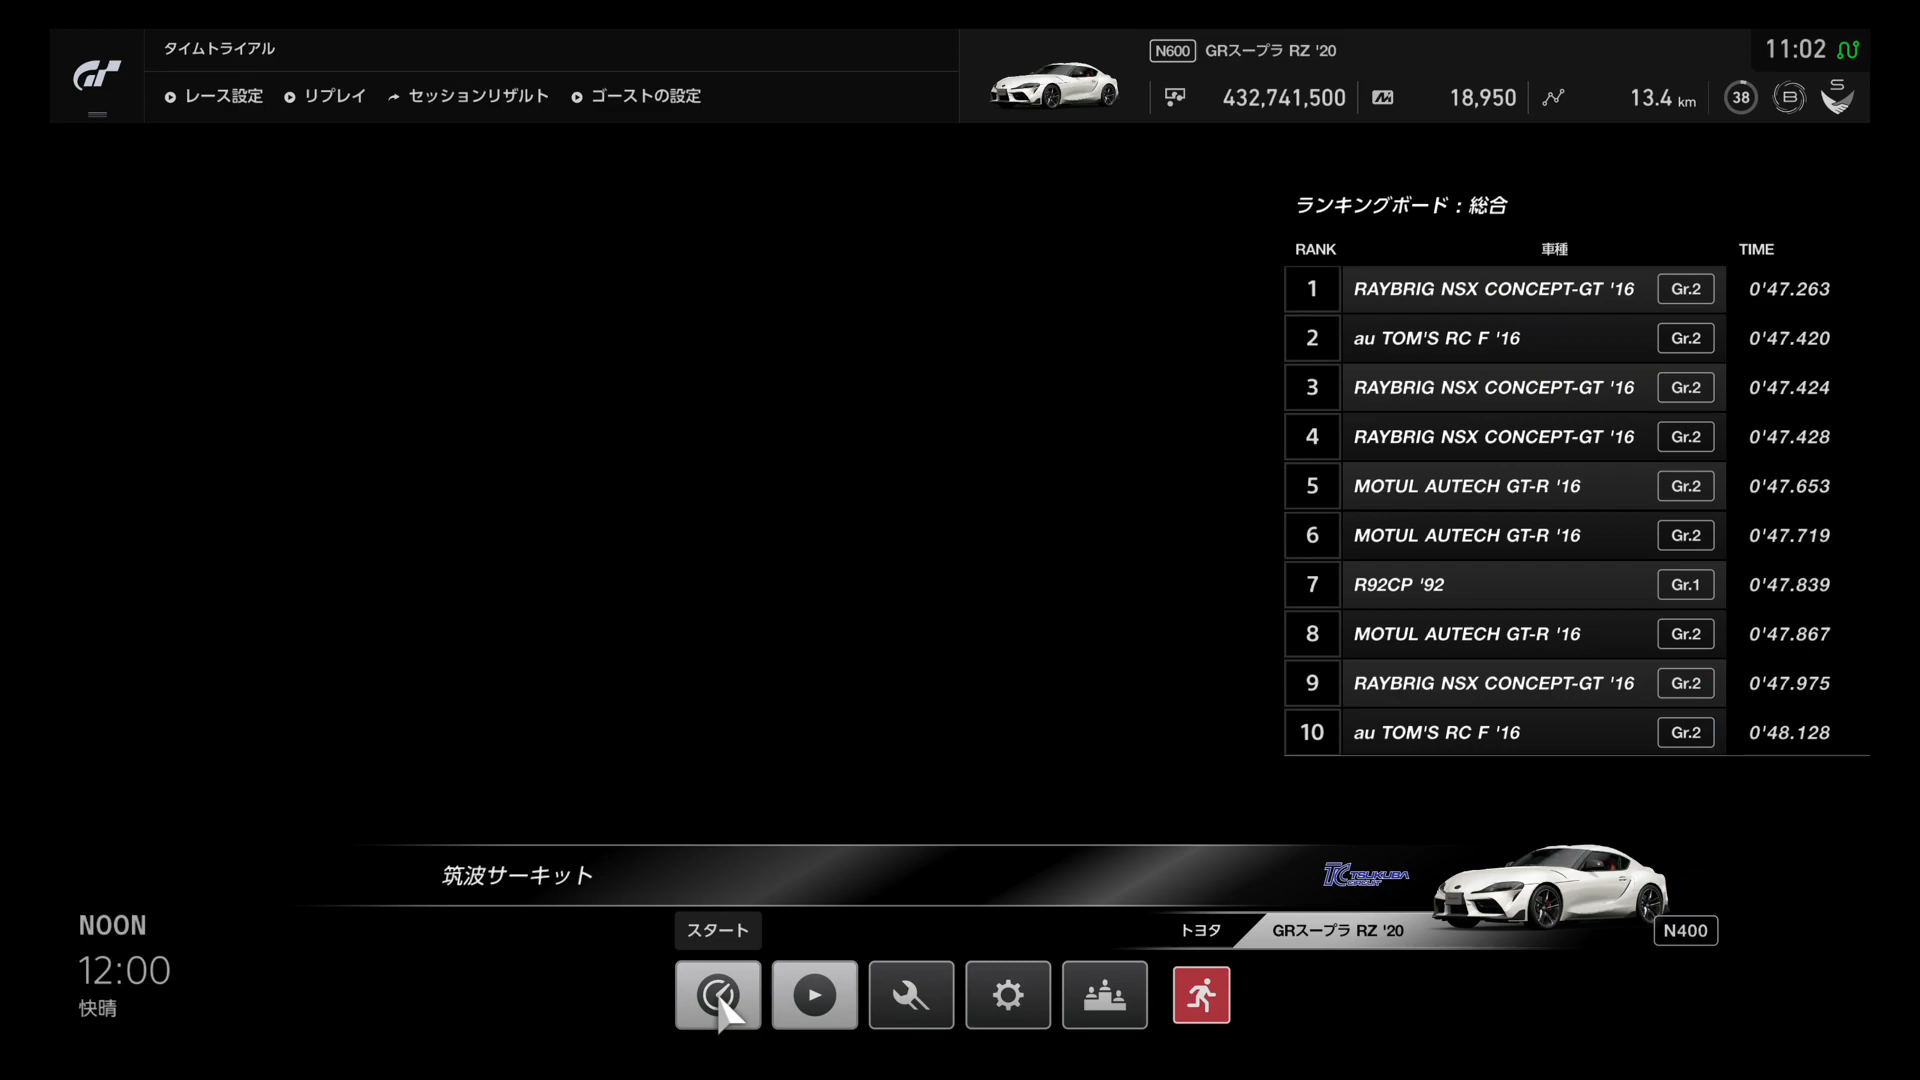 タイムトライアル
レース設定 リプレイ セッションリザルト ゴーストの設定
N600 GRスープラ RZ '20
432,741,500 18,950 13.4 km 38 B S
11:02
ランキングボード : 総合
RANK 車種 TIME
1 RAYBRIG NSX CONCEPT-GT '16 Gr.2 0'47.263
2 au TOM'S RC F '16 Gr.2 0'47.420
3 RAYBRIG NSX CONCEPT-GT '16 Gr.2 0'47.424
4 RAYBRIG NSX CONCEPT-GT '16 Gr.2 0'47.428
5 MOTUL AUTECH GT-R '16 Gr.2 0'47.653
6 MOTUL AUTECH GT-R '16 Gr.2 0'47.719
7 R92CP '92 Gr.1 0'47.839
8 MOTUL AUTECH GT-R '16 Gr.2 0'47.867
9 RAYBRIG NSX CONCEPT-GT '16 Gr.2 0'47.975
10 au TOM'S RC F '16 Gr.2 0'48.128
筑波サーキット
TC TSUKUBA CIRCUIT
トヨタ GRスープラ RZ '20 N400
スタート
NOON
12:00
快晴